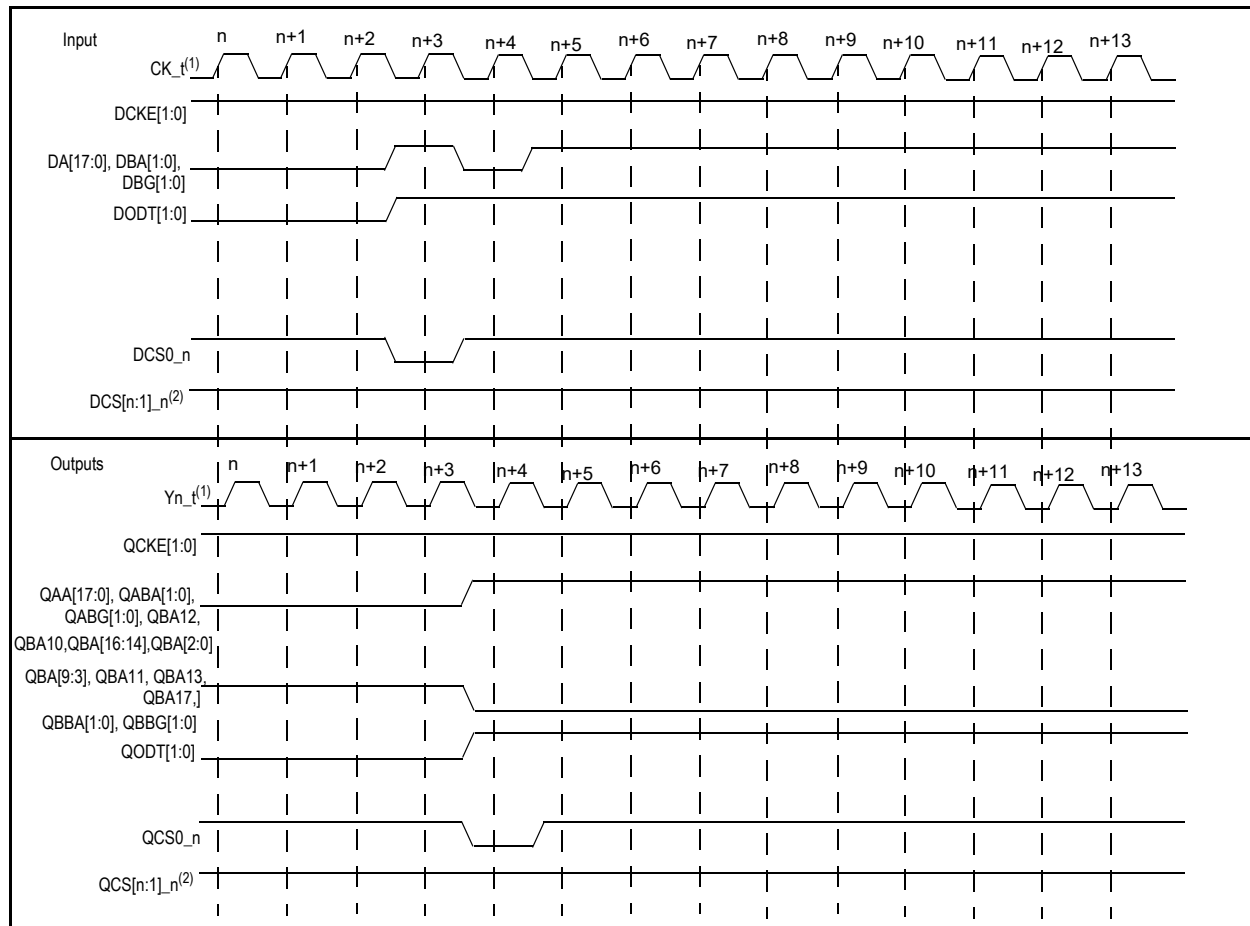 Input
n n+1 n+2 n+3 n+4 n+5 n+6 n+7 n+8 n+9 n+10 n+11 n+12 n+13
CK_t(1)
DCKE[1:0]
DA[17:0], DBA[1:0],
DBG[1:0]
DODT[1:0]
DCS0_n
DCS[n:1]_n(2)
Outputs
n n+1 n+2 n+3 n+4 n+5 n+6 n+7 n+8 n+9 n+10 n+11 n+12 n+13
Yn_t(1)
QCKE[1:0]
QAA[17:0], QABA[1:0],
QABG[1:0], QBA12,
QBA10,QBA[16:14],QBA[2:0]
QBA[9:3], QBA11, QBA13,
QBA17,]
QBBA[1:0], QBBG[1:0]
QODT[1:0]
QCS0_n
QCS[n:1]_n(2)